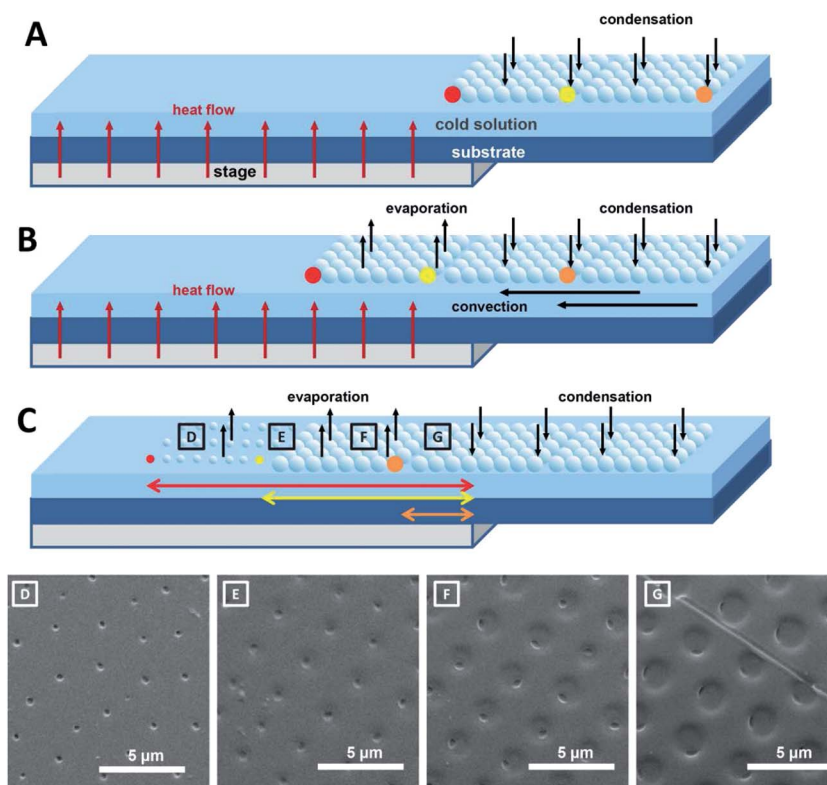 A
condensation
heat flow
cold solution
substrate
stage
B
evaporation
condensation
heat flow
convection
C
evaporation
condensation
D
E
F
G
D
E
F
G
5 µm
5 µm
5 µm
5 µm